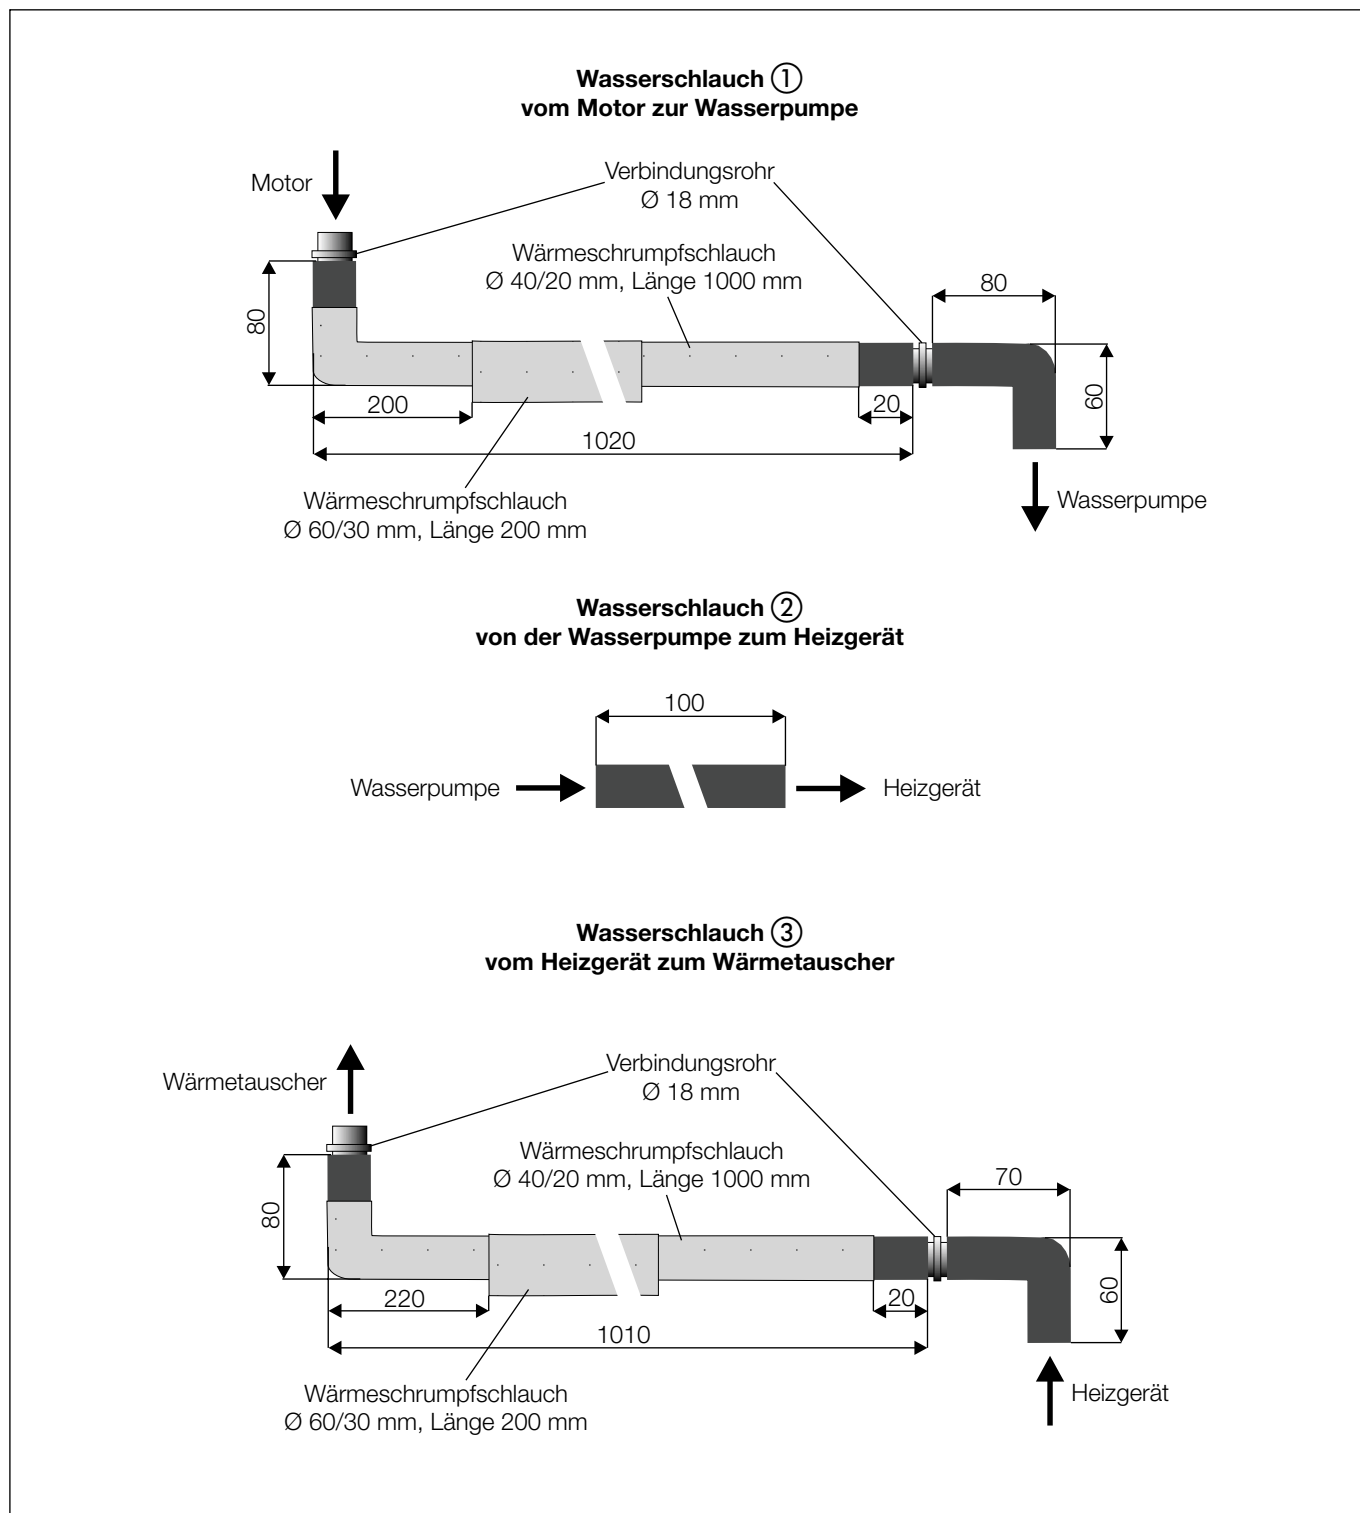 Wasserschlauch ①
vom Motor zur Wasserpumpe
Motor
Verbindungsrohr
Ø 18 mm
Wärmeschrumpfschlauch
Ø 40/20 mm, Länge 1000 mm
80
80
200
20
60
1020
Wärmeschrumpfschlauch
Ø 60/30 mm, Länge 200 mm
Wasserpumpe
Wasserschlauch ②
von der Wasserpumpe zum Heizgerät
100
Wasserpumpe
Heizgerät
Wasserschlauch ③
vom Heizgerät zum Wärmetauscher
Wärmetauscher
Verbindungsrohr
Ø 18 mm
Wärmeschrumpfschlauch
Ø 40/20 mm, Länge 1000 mm
70
80
220
20
60
1010
Wärmeschrumpfschlauch
Ø 60/30 mm, Länge 200 mm
Heizgerät